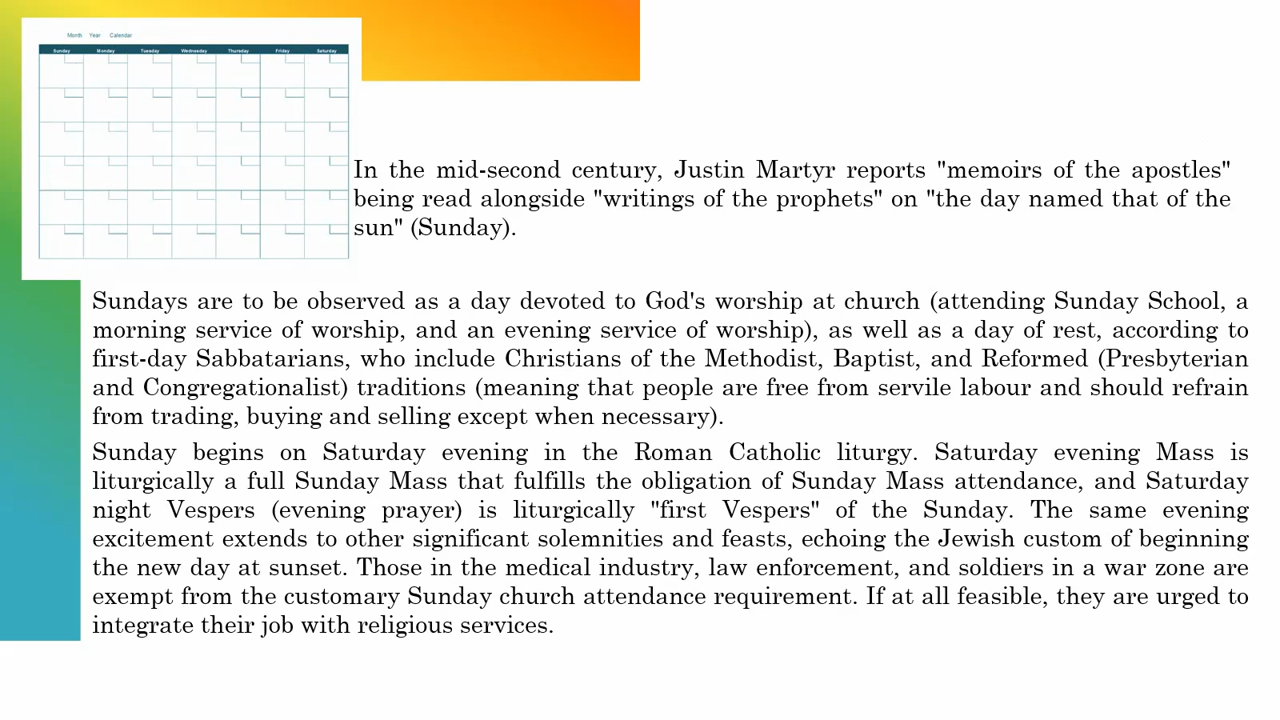 Month Year Calendar
Sunday Monday Tuesday Wednesday Thursday Friday Saturday
In the mid-second century, Justin Martyr reports "memoirs of the apostles"
being read alongside "writings of the prophets" on "the day named that of the
sun" (Sunday).
Sundays are to be observed as a day devoted to God's worship at church (attending Sunday School, a
morning service of worship, and an evening service of worship), as well as a day of rest, according to
first-day Sabbatarians, who include Christians of the Methodist, Baptist, and Reformed (Presbyterian
and Congregationalist) traditions (meaning that people are free from servile labour and should refrain
from trading, buying and selling except when necessary).
Sunday begins on Saturday evening in the Roman Catholic liturgy. Saturday evening Mass is
liturgically a full Sunday Mass that fulfills the obligation of Sunday Mass attendance, and Saturday
night Vespers (evening prayer) is liturgically "first Vespers" of the Sunday. The same evening
excitement extends to other significant solemnities and feasts, echoing the Jewish custom of beginning
the new day at sunset. Those in the medical industry, law enforcement, and soldiers in a war zone are
exempt from the customary Sunday church attendance requirement. If at all feasible, they are urged to
integrate their job with religious services.